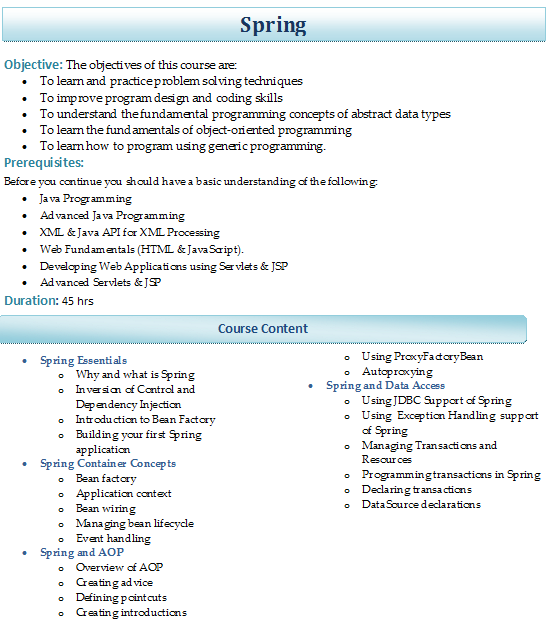 Spring
Objective: The objectives of this course are:
• To learn and practice problem solving techniques
• To improve program design and coding skills
• To understand the fundamental programming concepts of abstract data types
• To learn the fundamentals of object-oriented programming
• To learn how to program using generic programming.
Prerequisites:
Before you continue you should have a basic understanding of the following:
• Java Programming
• Advanced Java Programming
• XML & Java API for XML Processing
• Web Fundamentals (HTML & JavaScript).
• Developing Web Applications using Servlets & JSP
• Advanced Servlets & JSP
Duration: 45 hrs
Course Content
• Spring Essentials
o Why and what is Spring
o Inversion of Control and
Dependency Injection
o Introduction to Bean Factory
o Building your first Spring
application
• Spring Container Concepts
o Bean factory
o Application context
o Bean wiring
o Managing bean lifecycle
o Event handling
• Spring and AOP
o Overview of AOP
o Creating advice
o Defining pointcuts
o Creating introductions
o Using ProxyFactoryBean
o Autoproxying
• Spring and Data Access
o Using JDBC Support of Spring
o Using Exception Handling support
of Spring
o Managing Transactions and
Resources
o Programming transactions in Spring
o Declaring transactions
o DataSource declarations